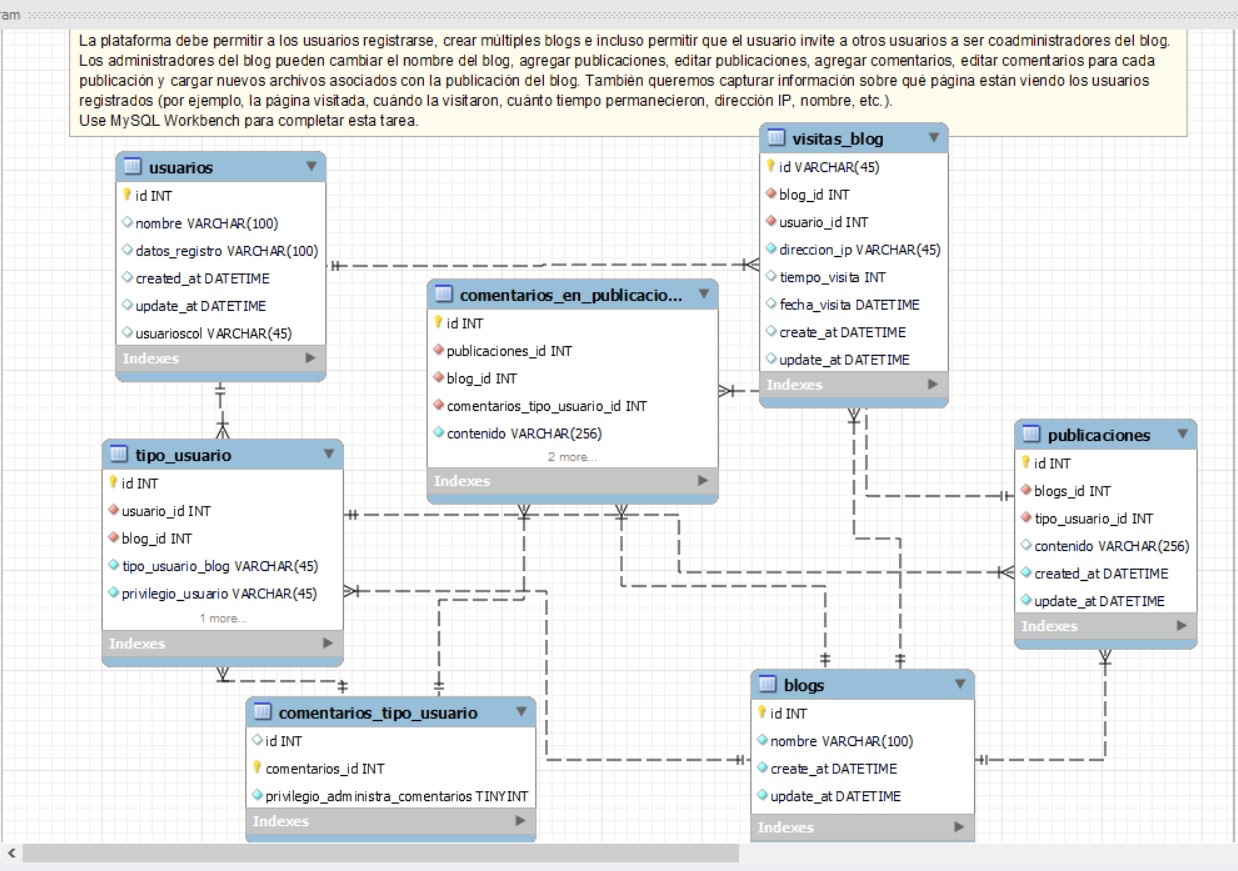 ram
La plataforma debe permitir a los usuarios registrarse, crear múltiples blogs e incluso permitir que el usuario invite a otros usuarios a ser coadministradores del blog.
Los administradores del blog pueden cambiar el nombre del blog, agregar publicaciones, editar publicaciones, agregar comentarios, editar comentarios para cada
publicación y cargar nuevos archivos asociados con la publicación del blog. También queremos capturar información sobre qué página están viendo los usuarios
registrados (por ejemplo, la página visitada, cuándo la visitaron, cuánto tiempo permanecieron, dirección IP, nombre, etc.).
Use MySQL Workbench para completar esta tarea.
usuarios
id INT
nombre VARCHAR(100)
datos_registro VARCHAR(100)
created_at DATETIME
update_at DATETIME
usuarioscol VARCHAR(45)
Indexes
visitas_blog
id VARCHAR(45)
blog_id INT
usuario_id INT
direccion_ip VARCHAR(45)
tiempo_visita INT
fecha_visita DATETIME
create_at DATETIME
update_at DATETIME
Indexes
comentarios_en_publicacio...
id INT
publicaciones_id INT
blog_id INT
comentarios_tipo_usuario_id INT
contenido VARCHAR(256)
2 more...
Indexes
publicaciones
id INT
blogs_id INT
tipo_usuario_id INT
contenido VARCHAR(256)
created_at DATETIME
update_at DATETIME
Indexes
tipo_usuario
id INT
usuario_id INT
blog_id INT
tipo_usuario_blog VARCHAR(45)
privilegio_usuario VARCHAR(45)
1 more...
Indexes
comentarios_tipo_usuario
id INT
comentarios_id INT
privilegio_administra_comentarios TINYINT
Indexes
blogs
id INT
nombre VARCHAR(100)
create_at DATETIME
update_at DATETIME
Indexes